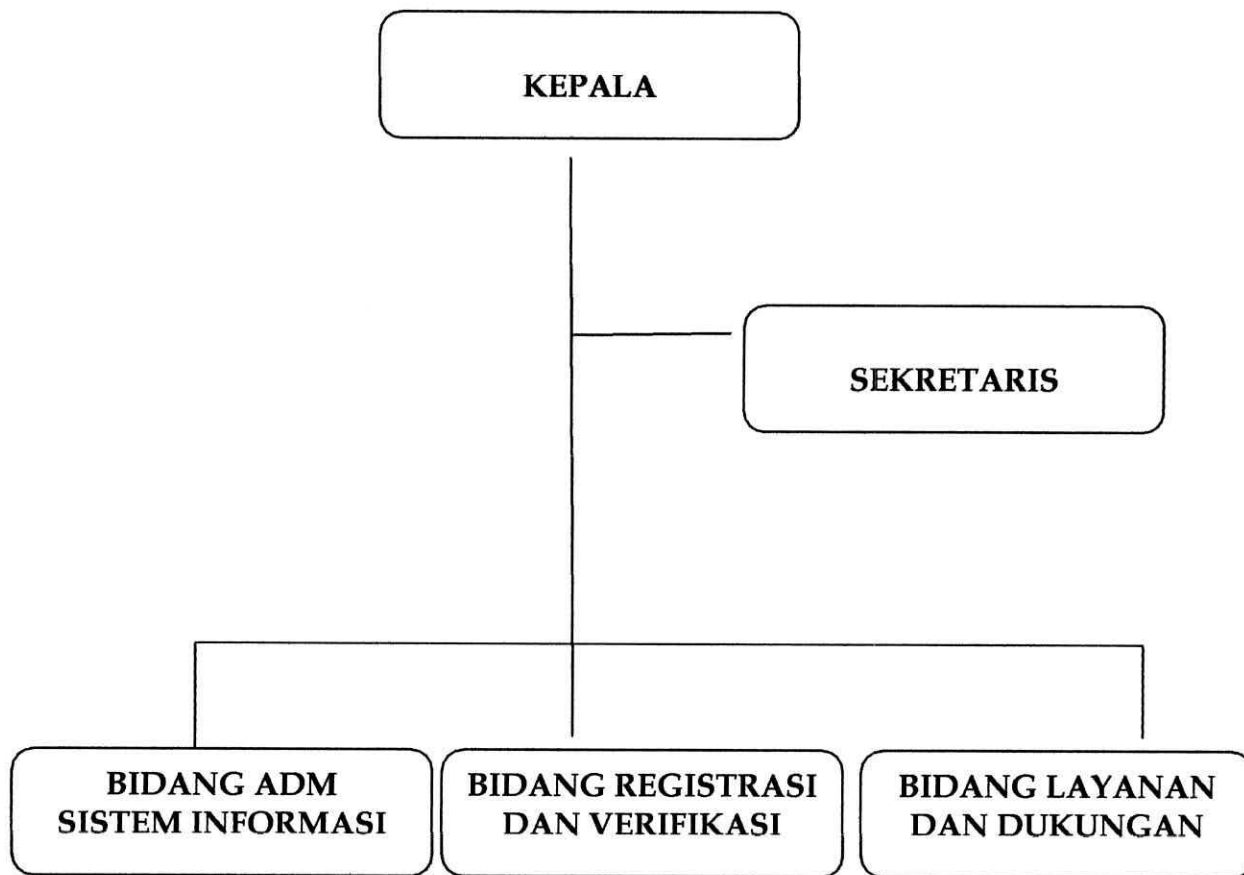 KEPALA
SEKRETARIS
BIDANG ADM
SISTEM INFORMASI
BIDANG REGISTRASI
DAN VERIFIKASI
BIDANG LAYANAN
DAN DUKUNGAN